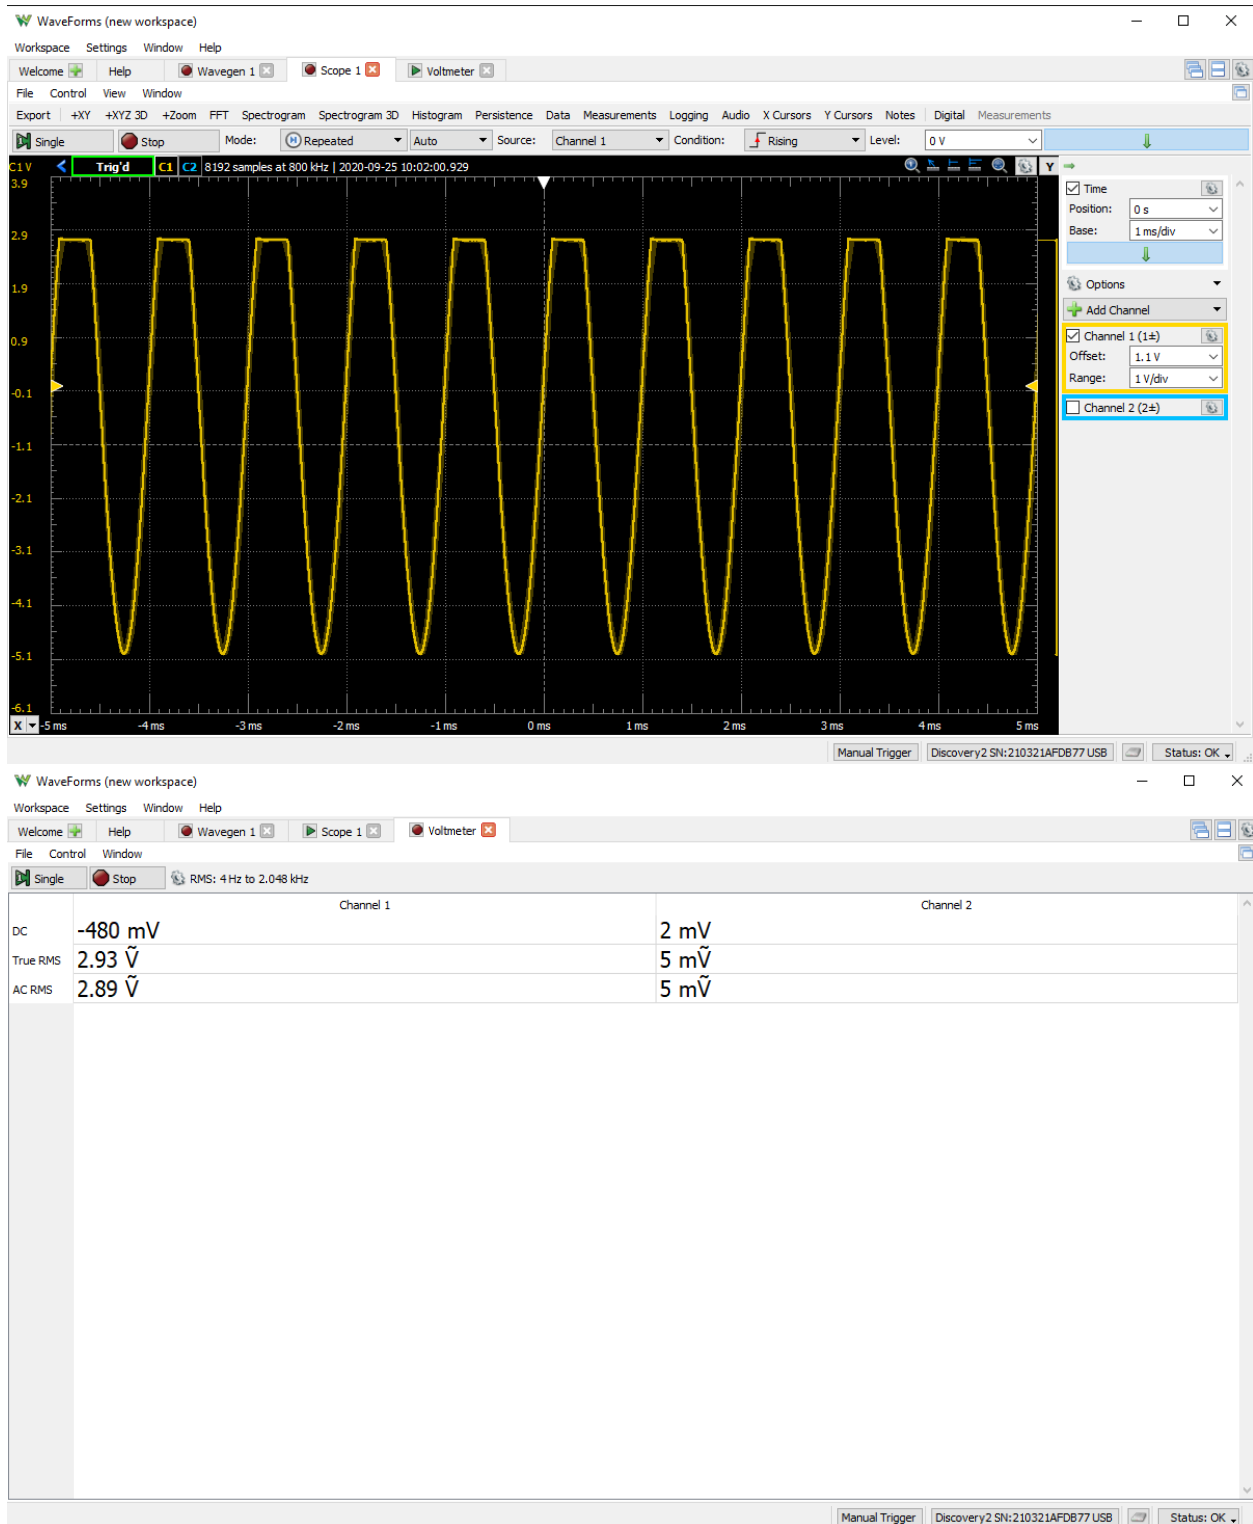 WaveForms (new workspace)
Workspace Settings Window Help
Welcome Help Wavegen 1 Scope 1 Voltmeter
File Control View Window
Export +XY +XYZ 3D +Zoom FFT Spectrogram Spectrogram 3D Histogram Persistence Data Measurements Logging Audio X Cursors Y Cursors Notes Digital Measurements
Single Stop Mode: Repeated Auto Source: Channel 1 Condition: Rising Level: 0 V
C1 V Trig'd C1 C2 8192 samples at 800 kHz | 2020-09-25 10:02:00.929 Y
3.9
2.9
1.9
0.9
-0.1
-1.1
-2.1
-3.1
-4.1
-5.1
-6.1
X -5 ms -4 ms -3 ms -2 ms -1 ms 0 ms 1 ms 2 ms 3 ms 4 ms 5 ms
Time
Position: 0 s
Base: 1 ms/div
Options
Add Channel
Channel 1 (1±)
Offset: 1.1 V
Range: 1 V/div
Channel 2 (2±)
Manual Trigger Discovery2 SN:210321AFDB77 USB Status: OK
WaveForms (new workspace)
Workspace Settings Window Help
Welcome Help Wavegen 1 Scope 1 Voltmeter
File Control Window
Single Stop RMS: 4 Hz to 2.048 kHz
Channel 1 Channel 2
DC -480 mV 2 mV
True RMS 2.93 Ṽ 5 mṼ
AC RMS 2.89 Ṽ 5 mṼ
Manual Trigger Discovery2 SN:210321AFDB77 USB Status: OK